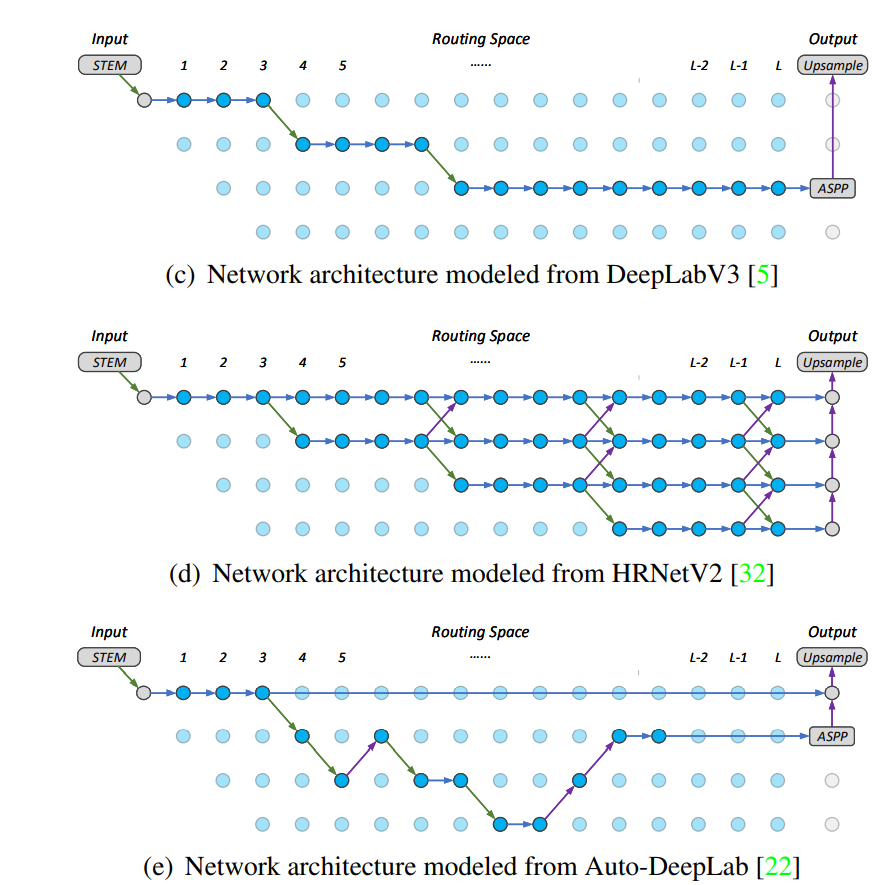 Input Routing Space Output
STEM 1 2 3 4 5 ...... L-2 L-1 L Upsample
ASPP
(c) Network architecture modeled from DeepLabV3 [5]
Input Routing Space Output
STEM 1 2 3 4 5 ...... L-2 L-1 L Upsample
(d) Network architecture modeled from HRNetV2 [32]
Input Routing Space Output
STEM 1 2 3 4 5 ...... L-2 L-1 L Upsample
ASPP
(e) Network architecture modeled from Auto-DeepLab [22]